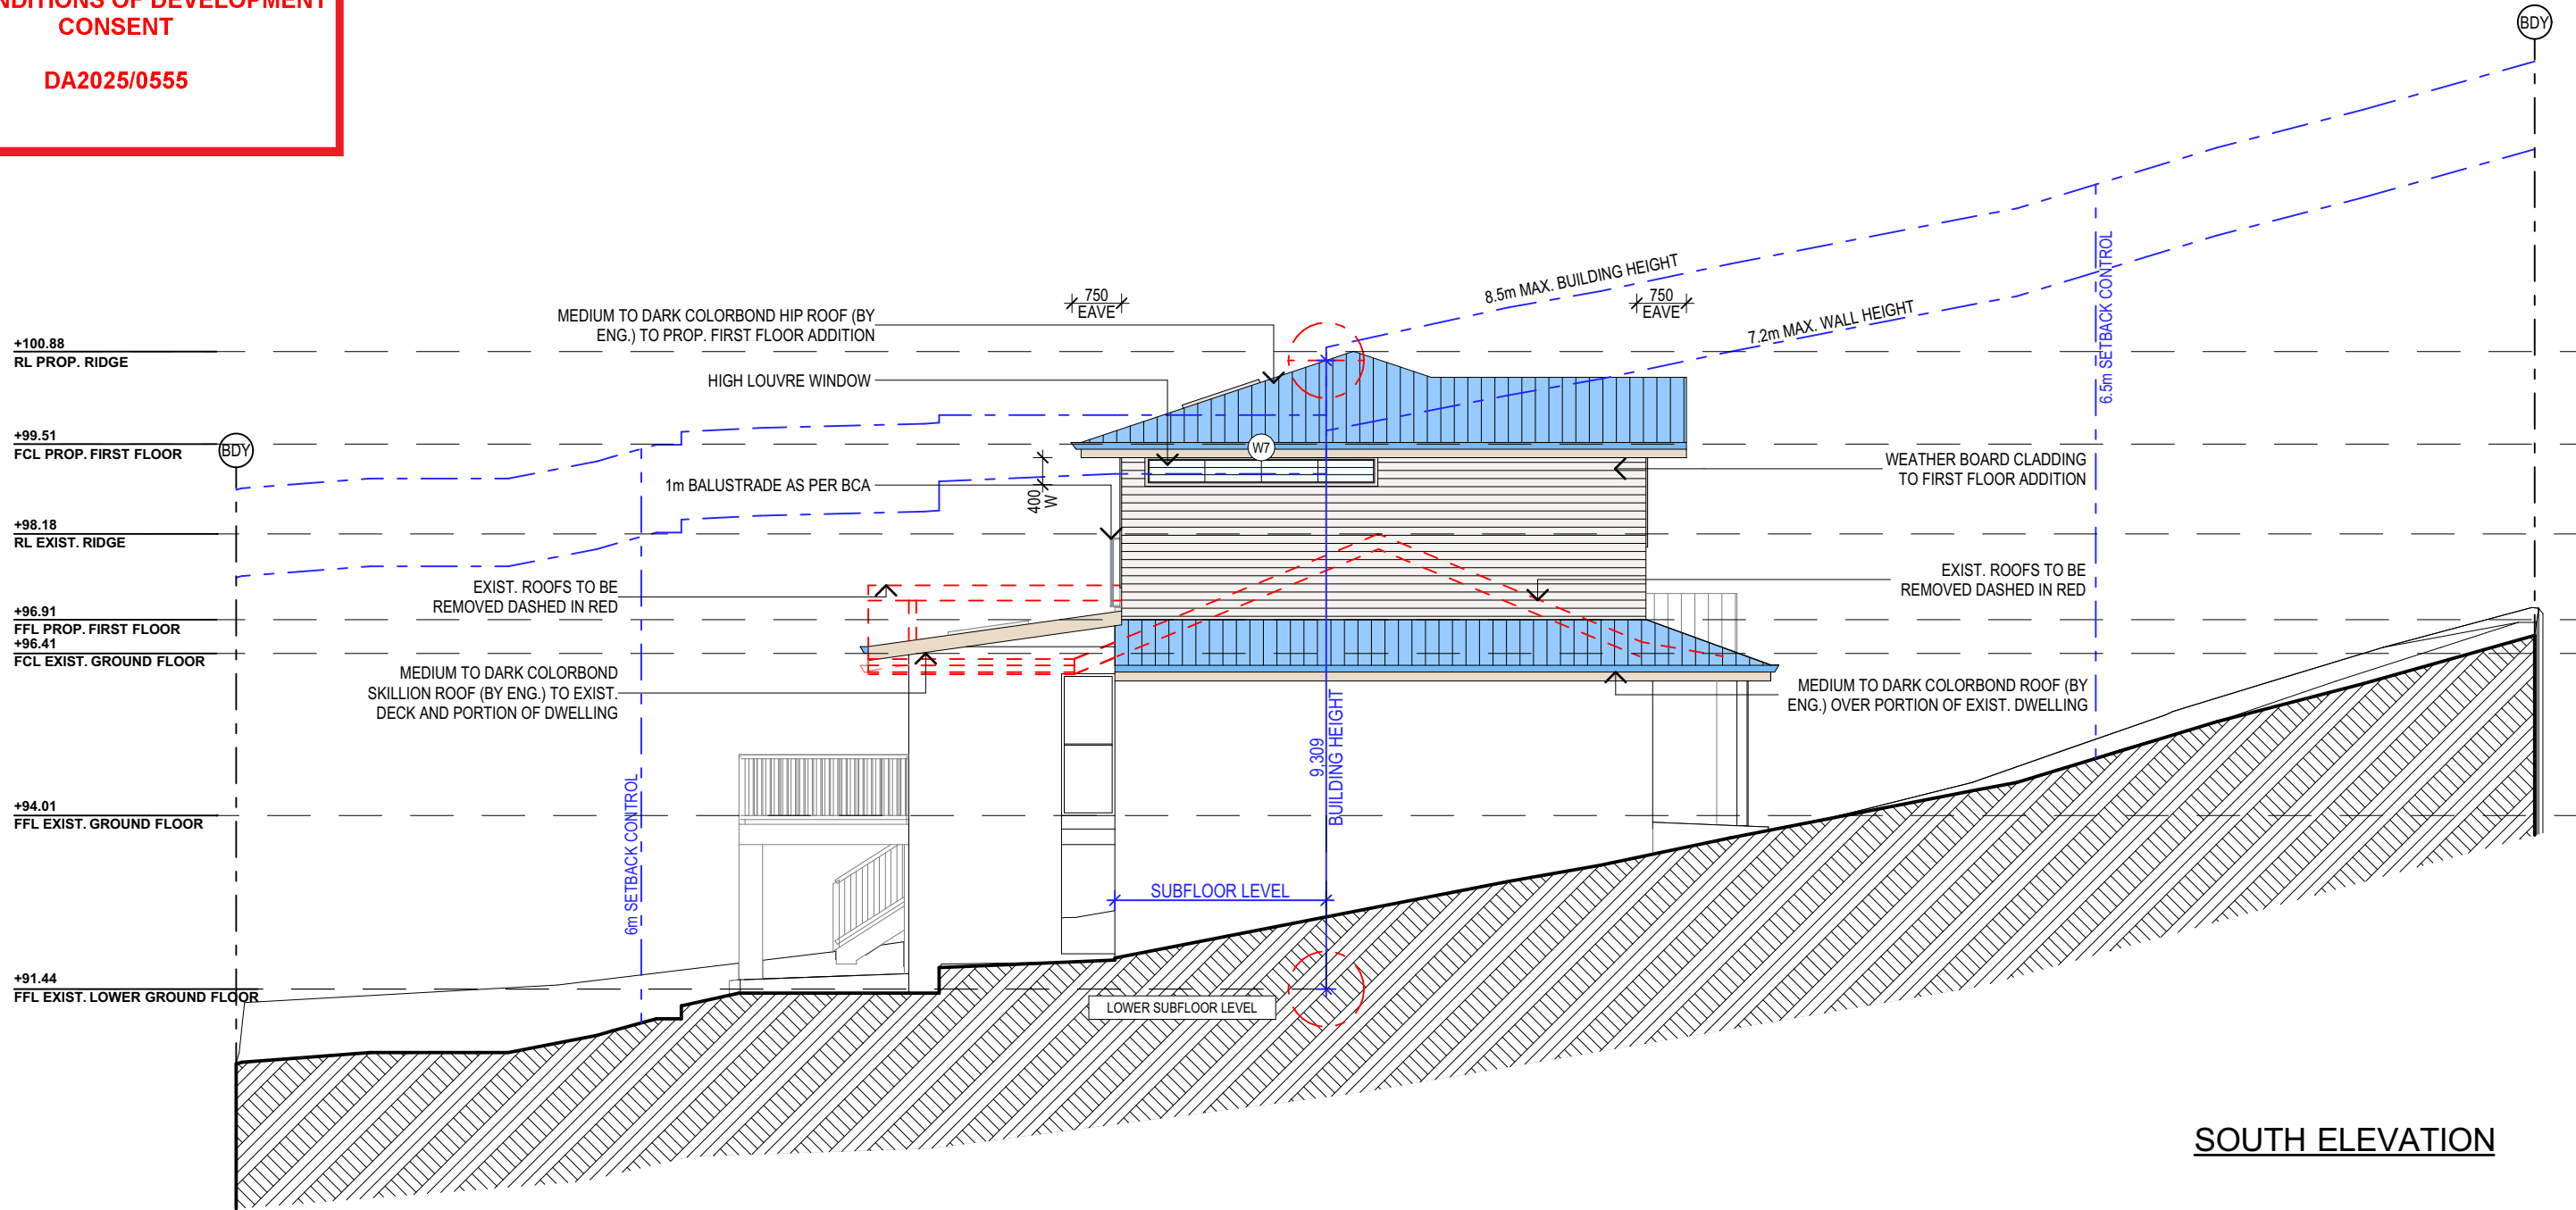 CONSENT
DA2025/0555
BDY
8.5m MAX. BUILDING HEIGHT
7.2m MAX. WALL HEIGHT
6.5m SETBACK CONTROL
750
EAVE
750
EAVE
MEDIUM TO DARK COLORBOND HIP ROOF (BY
ENG.) TO PROP. FIRST FLOOR ADDITION
+100.88
RL PROP. RIDGE
HIGH LOUVRE WINDOW
+99.51
FCL PROP. FIRST FLOOR
BDY
W7
WEATHER BOARD CLADDING
TO FIRST FLOOR ADDITION
1m BALUSTRADE AS PER BCA
400
W
+98.18
RL EXIST. RIDGE
EXIST. ROOFS TO BE
REMOVED DASHED IN RED
EXIST. ROOFS TO BE
REMOVED DASHED IN RED
+96.91
FFL PROP. FIRST FLOOR
+96.41
FCL EXIST. GROUND FLOOR
MEDIUM TO DARK COLORBOND
SKILLION ROOF (BY ENG.) TO EXIST.
DECK AND PORTION OF DWELLING
MEDIUM TO DARK COLORBOND ROOF (BY
ENG.) OVER PORTION OF EXIST. DWELLING
9,309
BUILDING HEIGHT
+94.01
FFL EXIST. GROUND FLOOR
6m SETBACK CONTROL
SUBFLOOR LEVEL
+91.44
FFL EXIST. LOWER GROUND FLOOR
LOWER SUBFLOOR LEVEL
SOUTH ELEVATION